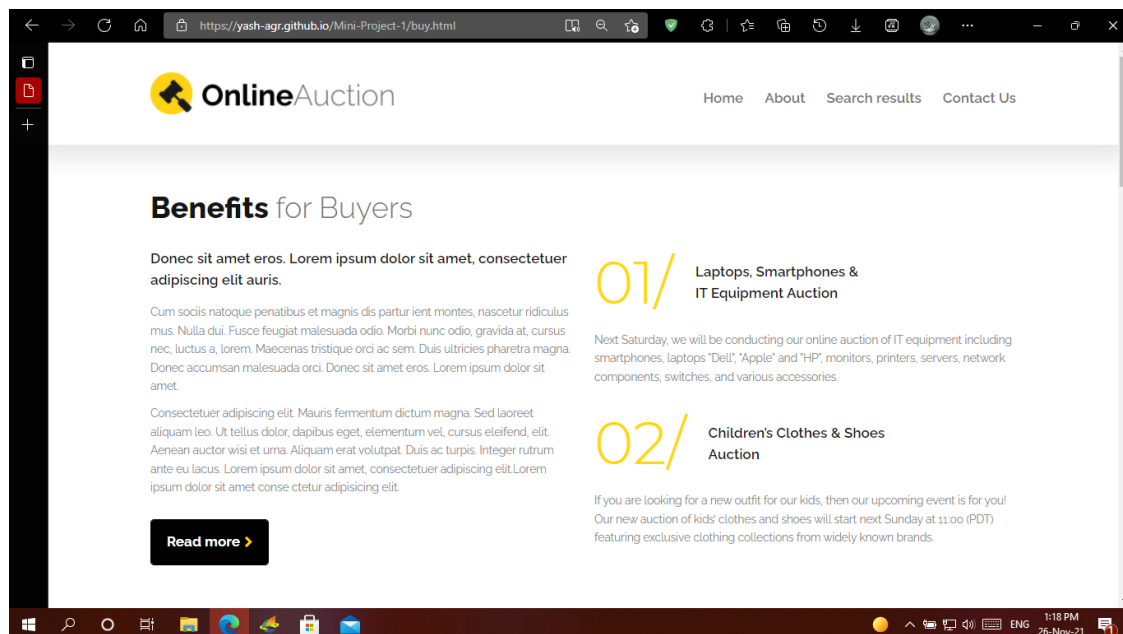 https://yash-agr.github.io/Mini-Project-1/buy.html
OnlineAuction
Home About Search results Contact Us
Benefits for Buyers
Donec sit amet eros. Lorem ipsum dolor sit amet, consectetuer
adipiscing elit auris.
Cum sociis natoque penatibus et magnis dis partur ient montes, nascetur ridiculus
mus. Nulla dui. Fusce feugiat malesuada odio. Morbi nunc odio, gravida at, cursus
nec, luctus a, lorem. Maecenas tristique orci ac sem. Duis ultricies pharetra magna.
Donec accumsan malesuada orci. Donec sit amet eros. Lorem ipsum dolor sit
amet.
Consectetuer adipiscing elit. Mauris fermentum dictum magna. Sed laoreet
aliquam leo. Ut tellus dolor, dapibus eget, elementum vel, cursus eleifend, elit.
Aenean auctor wisi et urna. Aliquam erat volutpat. Duis ac turpis. Integer rutrum
ante eu lacus. Lorem ipsum dolor sit amet, consectetuer adipiscing elit.Lorem
ipsum dolor sit amet conse ctetur adipisicing elit.
Read more >
01/
Laptops, Smartphones &
IT Equipment Auction
Next Saturday, we will be conducting our online auction of IT equipment including
smartphones, laptops "Dell", "Apple" and "HP", monitors, printers, servers, network
components, switches, and various accessories.
02/
Children's Clothes & Shoes
Auction
If you are looking for a new outfit for our kids, then our upcoming event is for you!
Our new auction of kids' clothes and shoes will start next Sunday at 11:00 (PDT)
featuring exclusive clothing collections from widely known brands.
ENG
1:18 PM
26-Nov-21